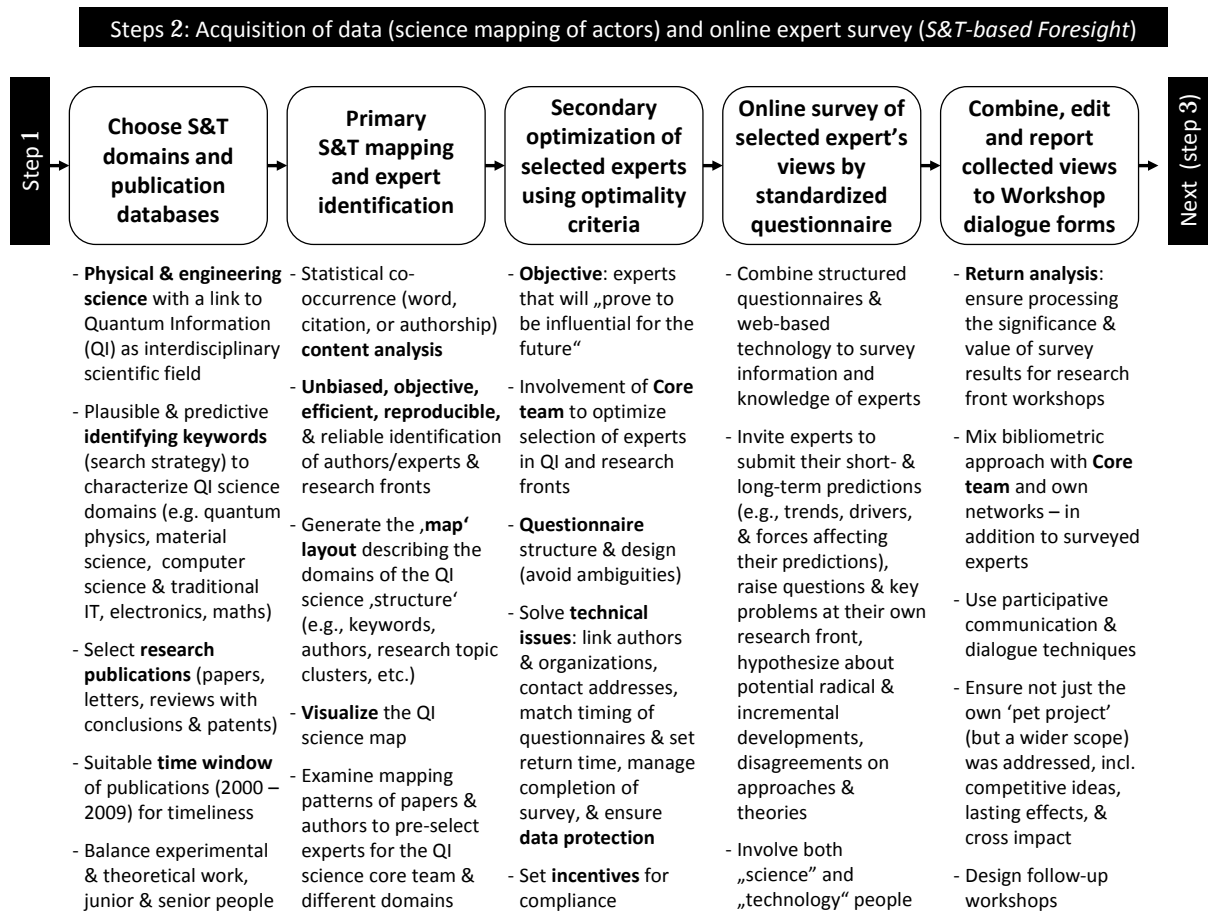 Steps 2: Acquisition of data (science mapping of actors) and online expert survey (S&T-based Foresight)
Step 1
Choose S&T
domains and
publication
databases
Primary
S&T mapping
and expert
identification
Secondary
optimization of
selected experts
using optimality
criteria
Online survey of
selected expert’s
views by
standardized
questionnaire
Combine, edit
and report
collected views
to Workshop
dialogue forms
Next (step 3)
- Physical & engineering
science with a link to
Quantum Information
(QI) as interdisciplinary
scientific field
- Plausible & predictive
identifying keywords
(search strategy) to
characterize QI science
domains (e.g. quantum
physics, material
science, computer
science & traditional
IT, electronics, maths)
- Select research
publications (papers,
letters, reviews with
conclusions & patents)
- Suitable time window
of publications (2000 –
2009) for timeliness
- Balance experimental
& theoretical work,
junior & senior people
- Statistical co-
occurrence (word,
citation, or authorship)
content analysis
- Unbiased, objective,
efficient, reproducible,
& reliable identification
of authors/experts &
research fronts
- Generate the ‚map‘
layout describing the
domains of the QI
science ‚structure‘
(e.g., keywords,
authors, research topic
clusters, etc.)
- Visualize the QI
science map
- Examine mapping
patterns of papers &
authors to pre-select
experts for the QI
science core team &
different domains
- Objective: experts
that will „prove to
be influential for the
future“
- Involvement of Core
team to optimize
selection of experts
in QI and research
fronts
- Questionnaire
structure & design
(avoid ambiguities)
- Solve technical
issues: link authors
& organizations,
contact addresses,
match timing of
questionnaires & set
return time, manage
completion of
survey, & ensure
data protection
- Set incentives for
compliance
- Combine structured
questionnaires &
web-based
technology to survey
information and
knowledge of experts
- Invite experts to
submit their short- &
long-term predictions
(e.g., trends, drivers,
& forces affecting
their predictions),
raise questions & key
problems at their own
research front,
hypothesize about
potential radical &
incremental
developments,
disagreements on
approaches &
theories
- Involve both
„science” and
„technology“ people
- Return analysis:
ensure processing
the significance &
value of survey
results for research
front workshops
- Mix bibliometric
approach with Core
team and own
networks – in
addition to surveyed
experts
- Use participative
communication &
dialogue techniques
- Ensure not just the
own ‘pet project’
(but a wider scope)
was addressed, incl.
competitive ideas,
lasting effects, &
cross impact
- Design follow-up
workshops